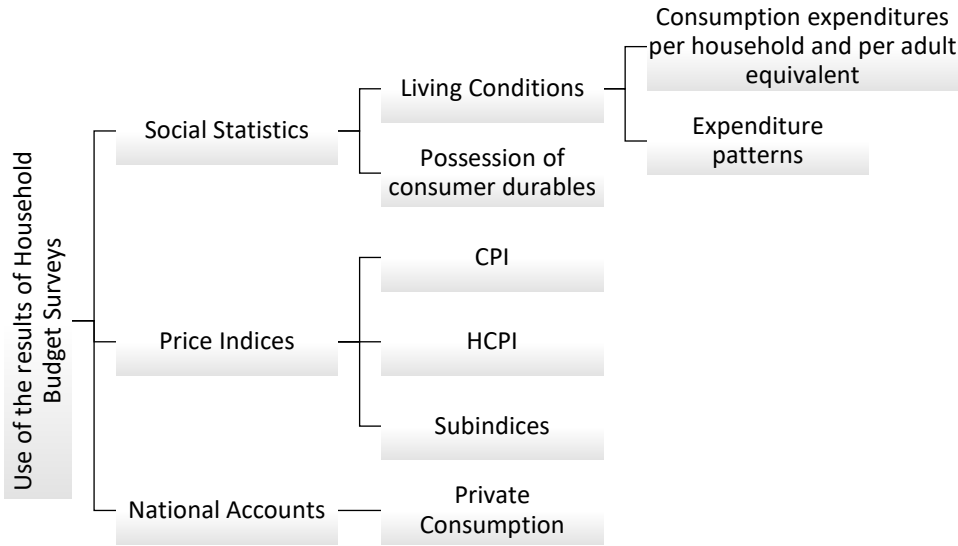 Use of the results of Household
Budget Surveys
Social Statistics
Living Conditions
Consumption expenditures
per household and per adult
equivalent
Expenditure
patterns
Possession of
consumer durables
Price Indices
CPI
HCPI
Subindices
National Accounts
Private
Consumption